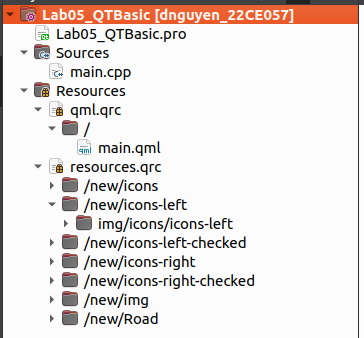 Lab05_QTBasic [dnguyen_22CE057]
Lab05_QTBasic.pro
Sources
main.cpp
Resources
qml.qrc
/
main.qml
resources.qrc
/new/icons
/new/icons-left
img/icons/icons-left
/new/icons-left-checked
/new/icons-right
/new/icons-right-checked
/new/img
/new/Road